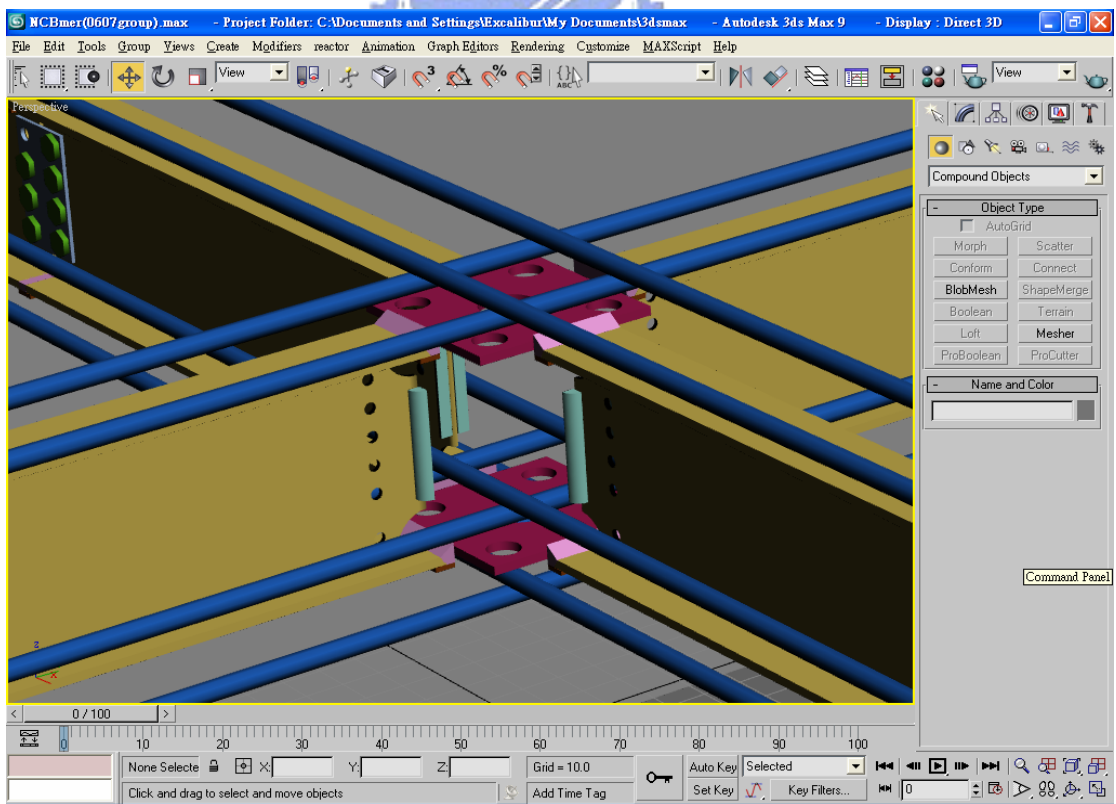 NCBmer(0607group).max - Project Folder: C:\Documents and Settings\Excalibur\My Documents\3dsmax - Autodesk 3ds Max 9 - Display : Direct 3D
File Edit Tools Group Views Create Modifiers reactor Animation Graph Editors Rendering Customize MAXScript Help
View 3 % ABC View
Perspective
Compound Objects
- Object Type
AutoGrid
Morph Scatter
Conform Connect
BlobMesh ShapeMerge
Boolean Terrain
Loft Mesher
ProBoolean ProCutter
- Name and Color
Command Panel
z
x
< 0 / 100 >
0 10 20 30 40 50 60 70 80 90 100
None Selecte X: Y: Z: Grid = 10.0 Auto Key Selected
Click and drag to select and move objects Add Time Tag Set Key Key Filters... 0